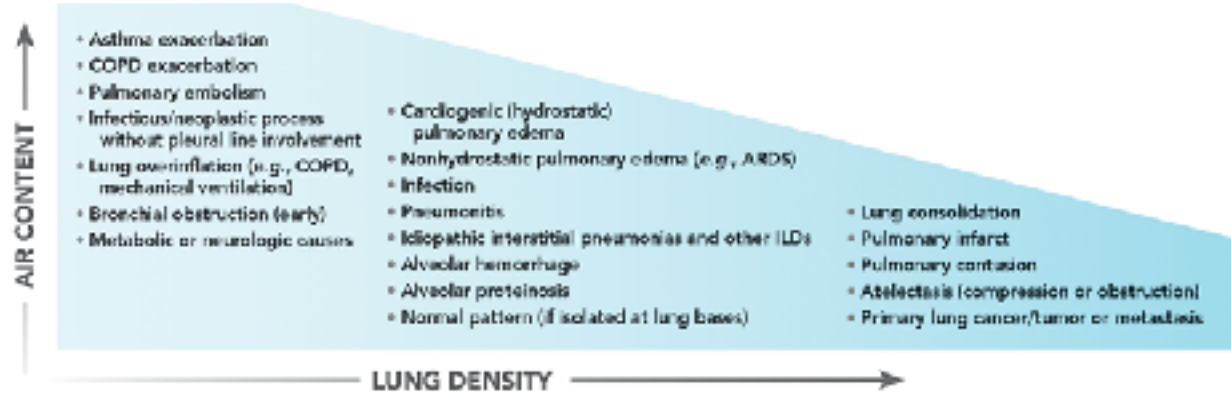 AIR CONTENT
• Asthma exacerbation
• COPD exacerbation
• Pulmonary embolism
• Infectious/neoplastic process
without pleural line involvement
• Lung overinflation (e.g., COPD,
mechanical ventilation)
• Bronchial obstruction (early)
• Metabolic or neurologic causes
• Cardiogenic (hydrostatic)
pulmonary edema
• Nonhydrostatic pulmonary edema (e.g., ARDS)
• Infection
• Pneumonitis
• Idiopathic interstitial pneumonias and other ILDs
• Alveolar hemorrhage
• Alveolar proteinosis
• Normal pattern (if isolated at lung bases)
• Lung consolidation
• Pulmonary infarct
• Pulmonary contusion
• Atelectasis (compression or obstruction)
• Primary lung cancer/tumor or metastasis
LUNG DENSITY